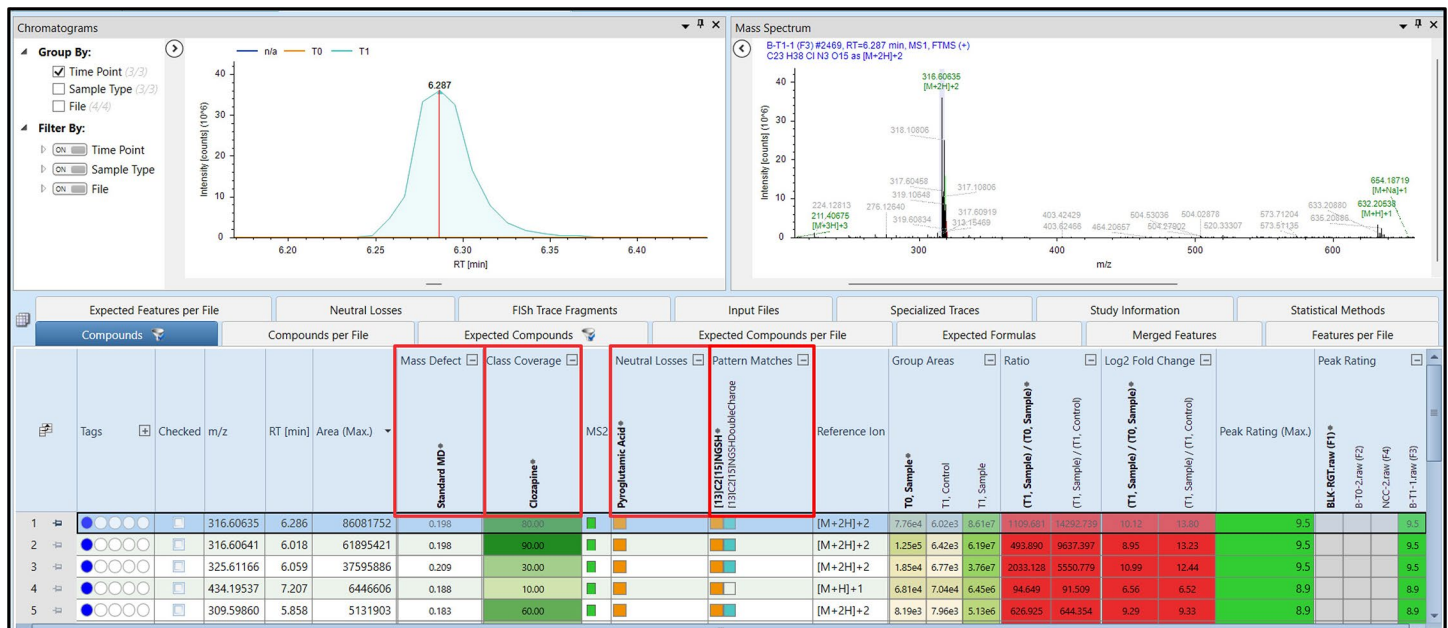 Chromatograms
Group By:
Time Point (3/3)
Sample Type (3/3)
File (4/4)
Filter By:
ON Time Point
ON Sample Type
ON File
n/a T0 T1
6.287
40
30
20
10
0
Intensity [counts] (10^6)
6.20 6.25 6.30 6.35 6.40
RT [min]
Mass Spectrum
B-T1-1 (F3) #2469, RT=6.287 min, MS1, FTMS (+)
C23 H38 Cl N3 O15 as [M+2H]+2
40
30
20
10
0
Intensity [counts] (10^6)
316.60635
[M+2H]+2
318.10806
317.60458
317.10806
319.10648
224.12813
276.12640
317.60919
319.60834
313.15469
211.40675
[M+3H]+3
403.42429
403.62466
464.20657
504.53036
504.02878
504.27902
520.33307
573.71204
573.51135
633.20880
635.20886
654.18719
[M+Na]+1
632.20538
[M+H]+1
300 400 500 600
m/z
Expected Features per File Neutral Losses FISh Trace Fragments Input Files Specialized Traces Study Information Statistical Methods
Compounds Compounds per File Expected Compounds Expected Compounds per File Expected Formulas Merged Features Features per File
Mass Defect Class Coverage Neutral Losses Pattern Matches Group Areas Ratio Log2 Fold Change Peak Rating
Tags Checked m/z RT [min] Area (Max.) MS2 Reference Ion Peak Rating (Max.)
Standard MD
Clozapine
Pyroglutamic Acid
[13]C2[15]NGSH
[13]C2[15]NGSHDoubleCharge
T0, Sample
T1, Control
T1, Sample
(T1, Sample) / (T0, Sample)
(T1, Sample) / (T1, Control)
(T1, Sample) / (T0, Sample)
(T1, Sample) / (T1, Control)
BLK-RGT.raw (F1)
B-T0-2.raw (F2)
NCC-2.raw (F4)
B-T1-1.raw (F3)
1 316.60635 6.286 86081752 0.198 80.00 [M+2H]+2 7.76e4 6.02e3 8.61e7 1109.681 14292.739 10.12 13.80 9.5 9.5
2 316.60641 6.018 61895421 0.198 90.00 [M+2H]+2 1.25e5 6.42e3 6.19e7 493.890 9637.397 8.95 13.23 9.5 9.5
3 325.61166 6.059 37595886 0.209 30.00 [M+2H]+2 1.85e4 6.77e3 3.76e7 2033.128 5550.779 10.99 12.44 9.5 9.5
4 434.19537 7.207 6446606 0.188 10.00 [M+H]+1 6.81e4 7.04e4 6.45e6 94.649 91.509 6.56 6.52 8.9 8.9
5 309.59860 5.858 5131903 0.183 60.00 [M+2H]+2 8.19e3 7.96e3 5.13e6 626.925 644.354 9.29 9.33 8.9 8.9